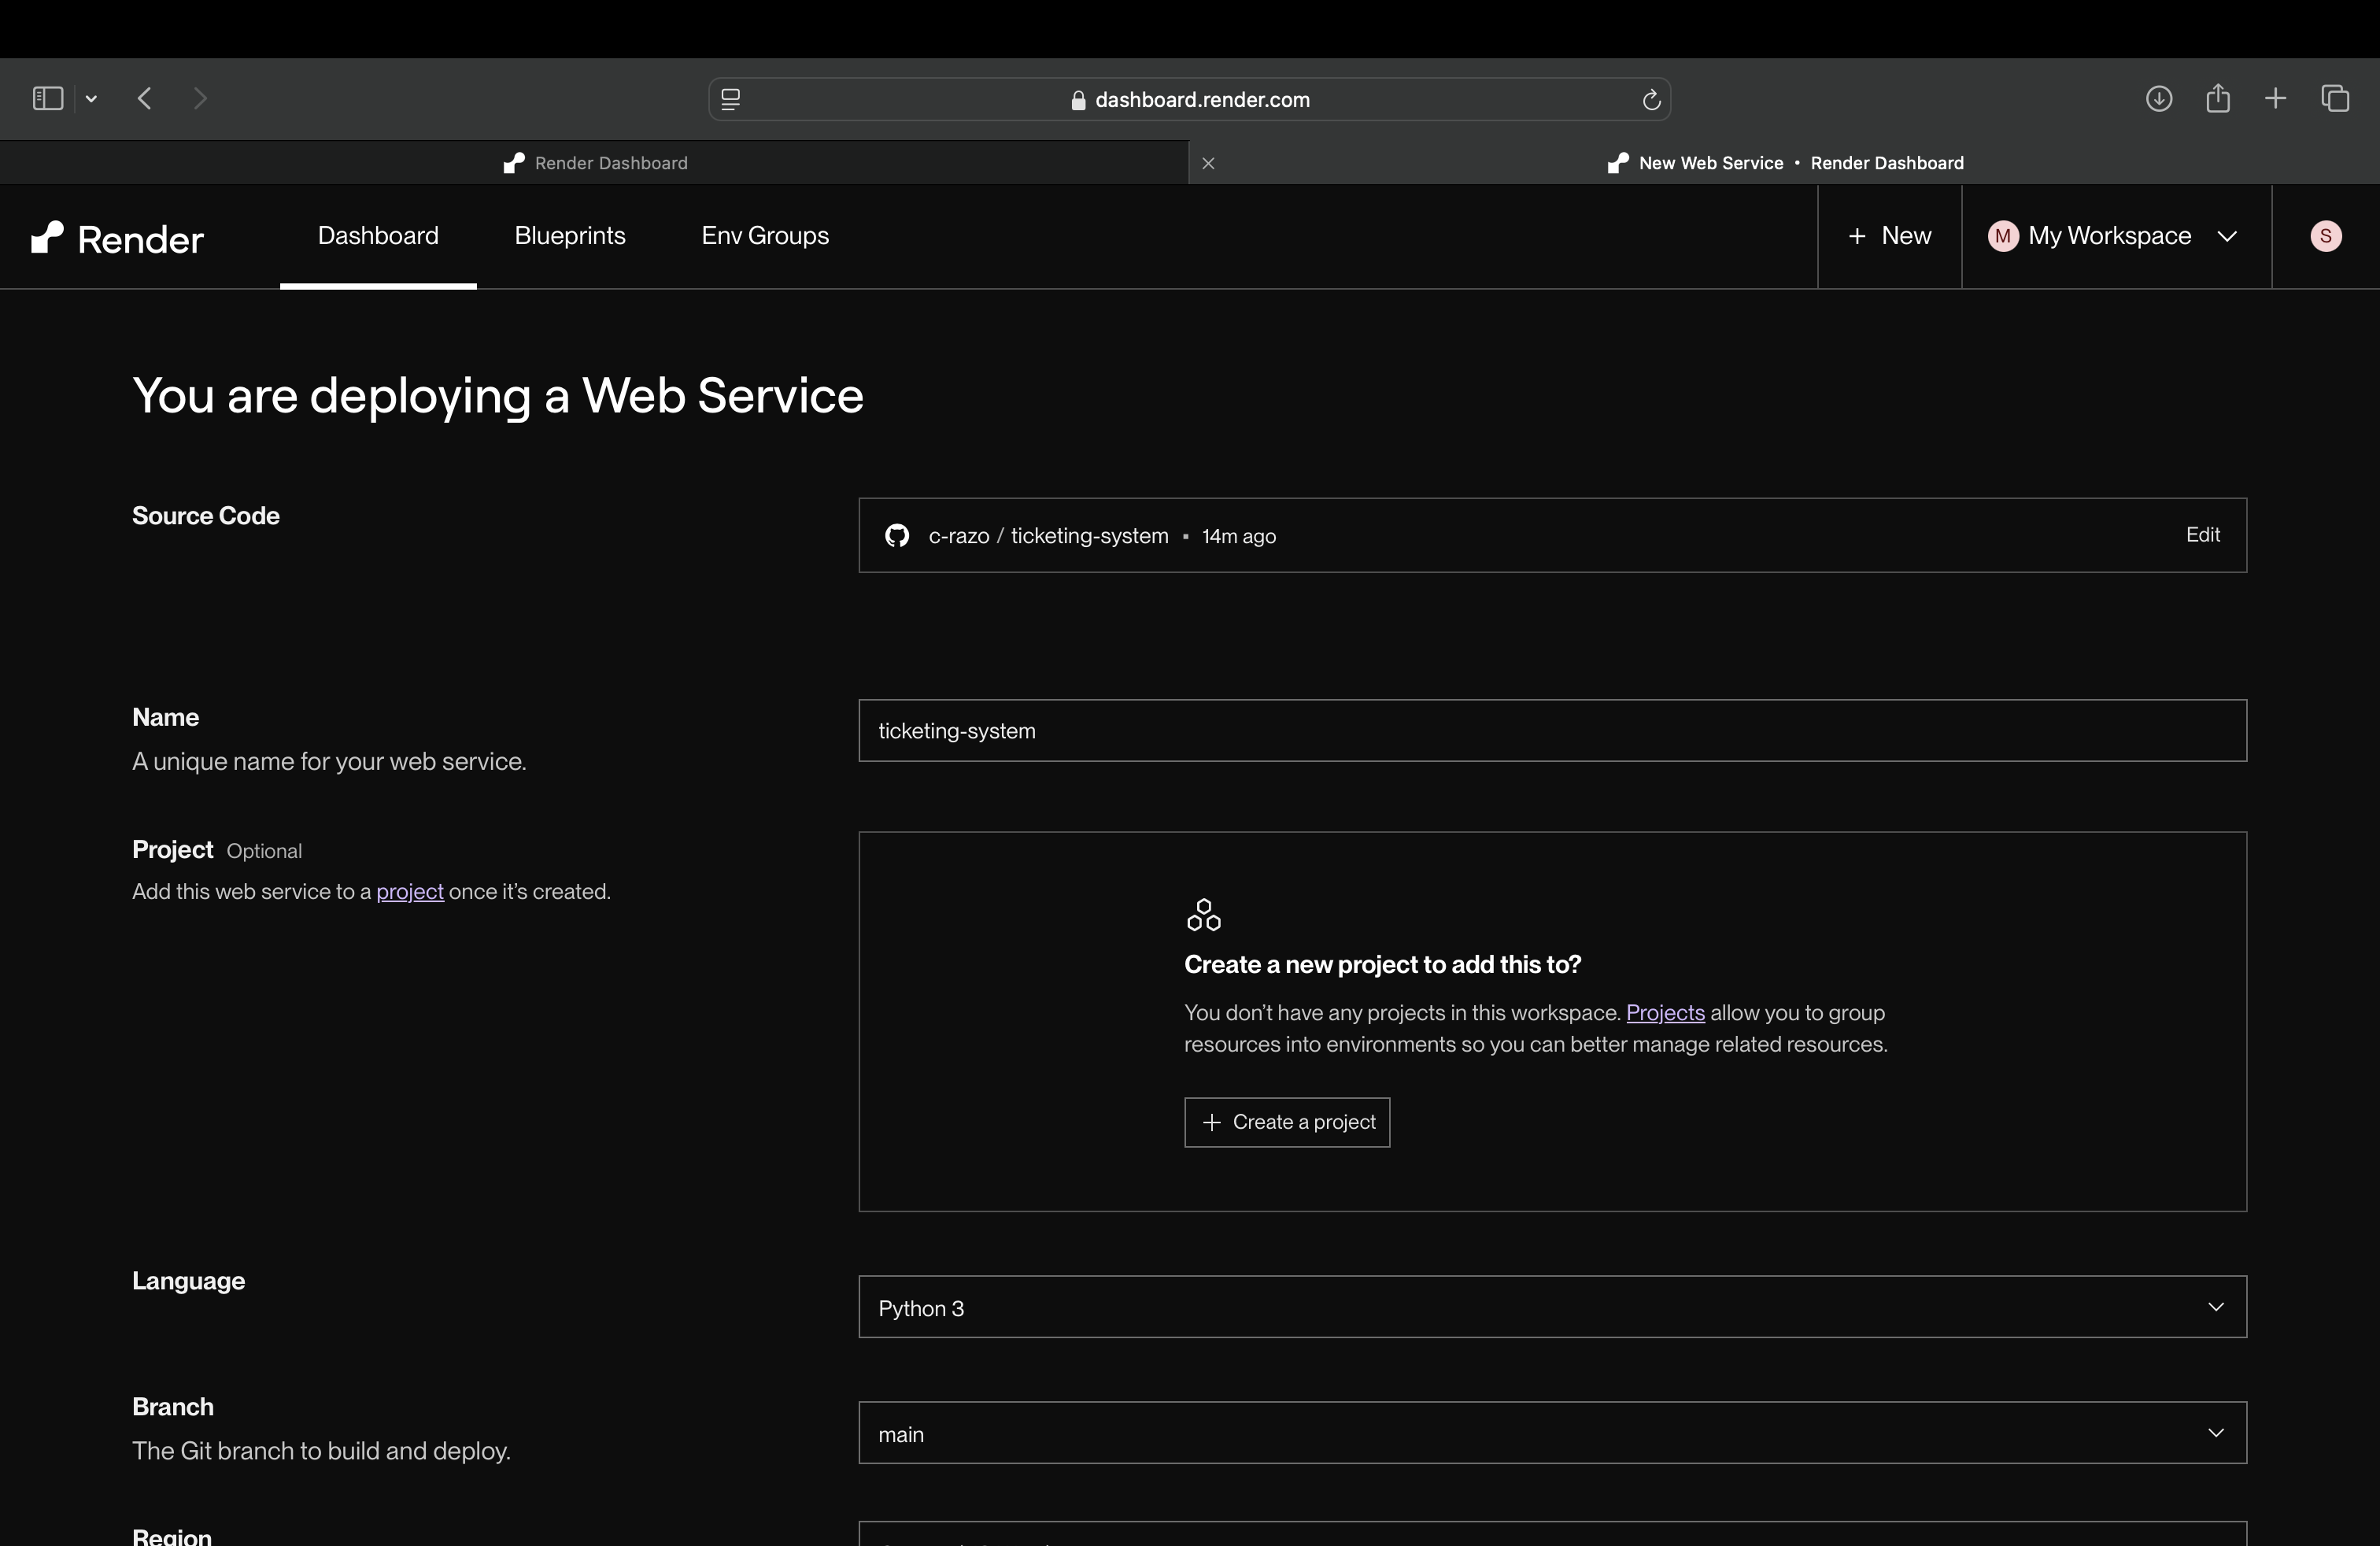 dashboard.render.com
Render Dashboard
New Web Service • Render Dashboard
Render
Dashboard
Blueprints
Env Groups
+ New
M My Workspace
S
You are deploying a Web Service
Source Code
c-razo / ticketing-system ▪ 14m ago
Edit
Name
A unique name for your web service.
ticketing-system
Project Optional
Add this web service to a project once it’s created.
Create a new project to add this to?
You don’t have any projects in this workspace. Projects allow you to group
resources into environments so you can better manage related resources.
+ Create a project
Language
Python 3
Branch
The Git branch to build and deploy.
main
Region